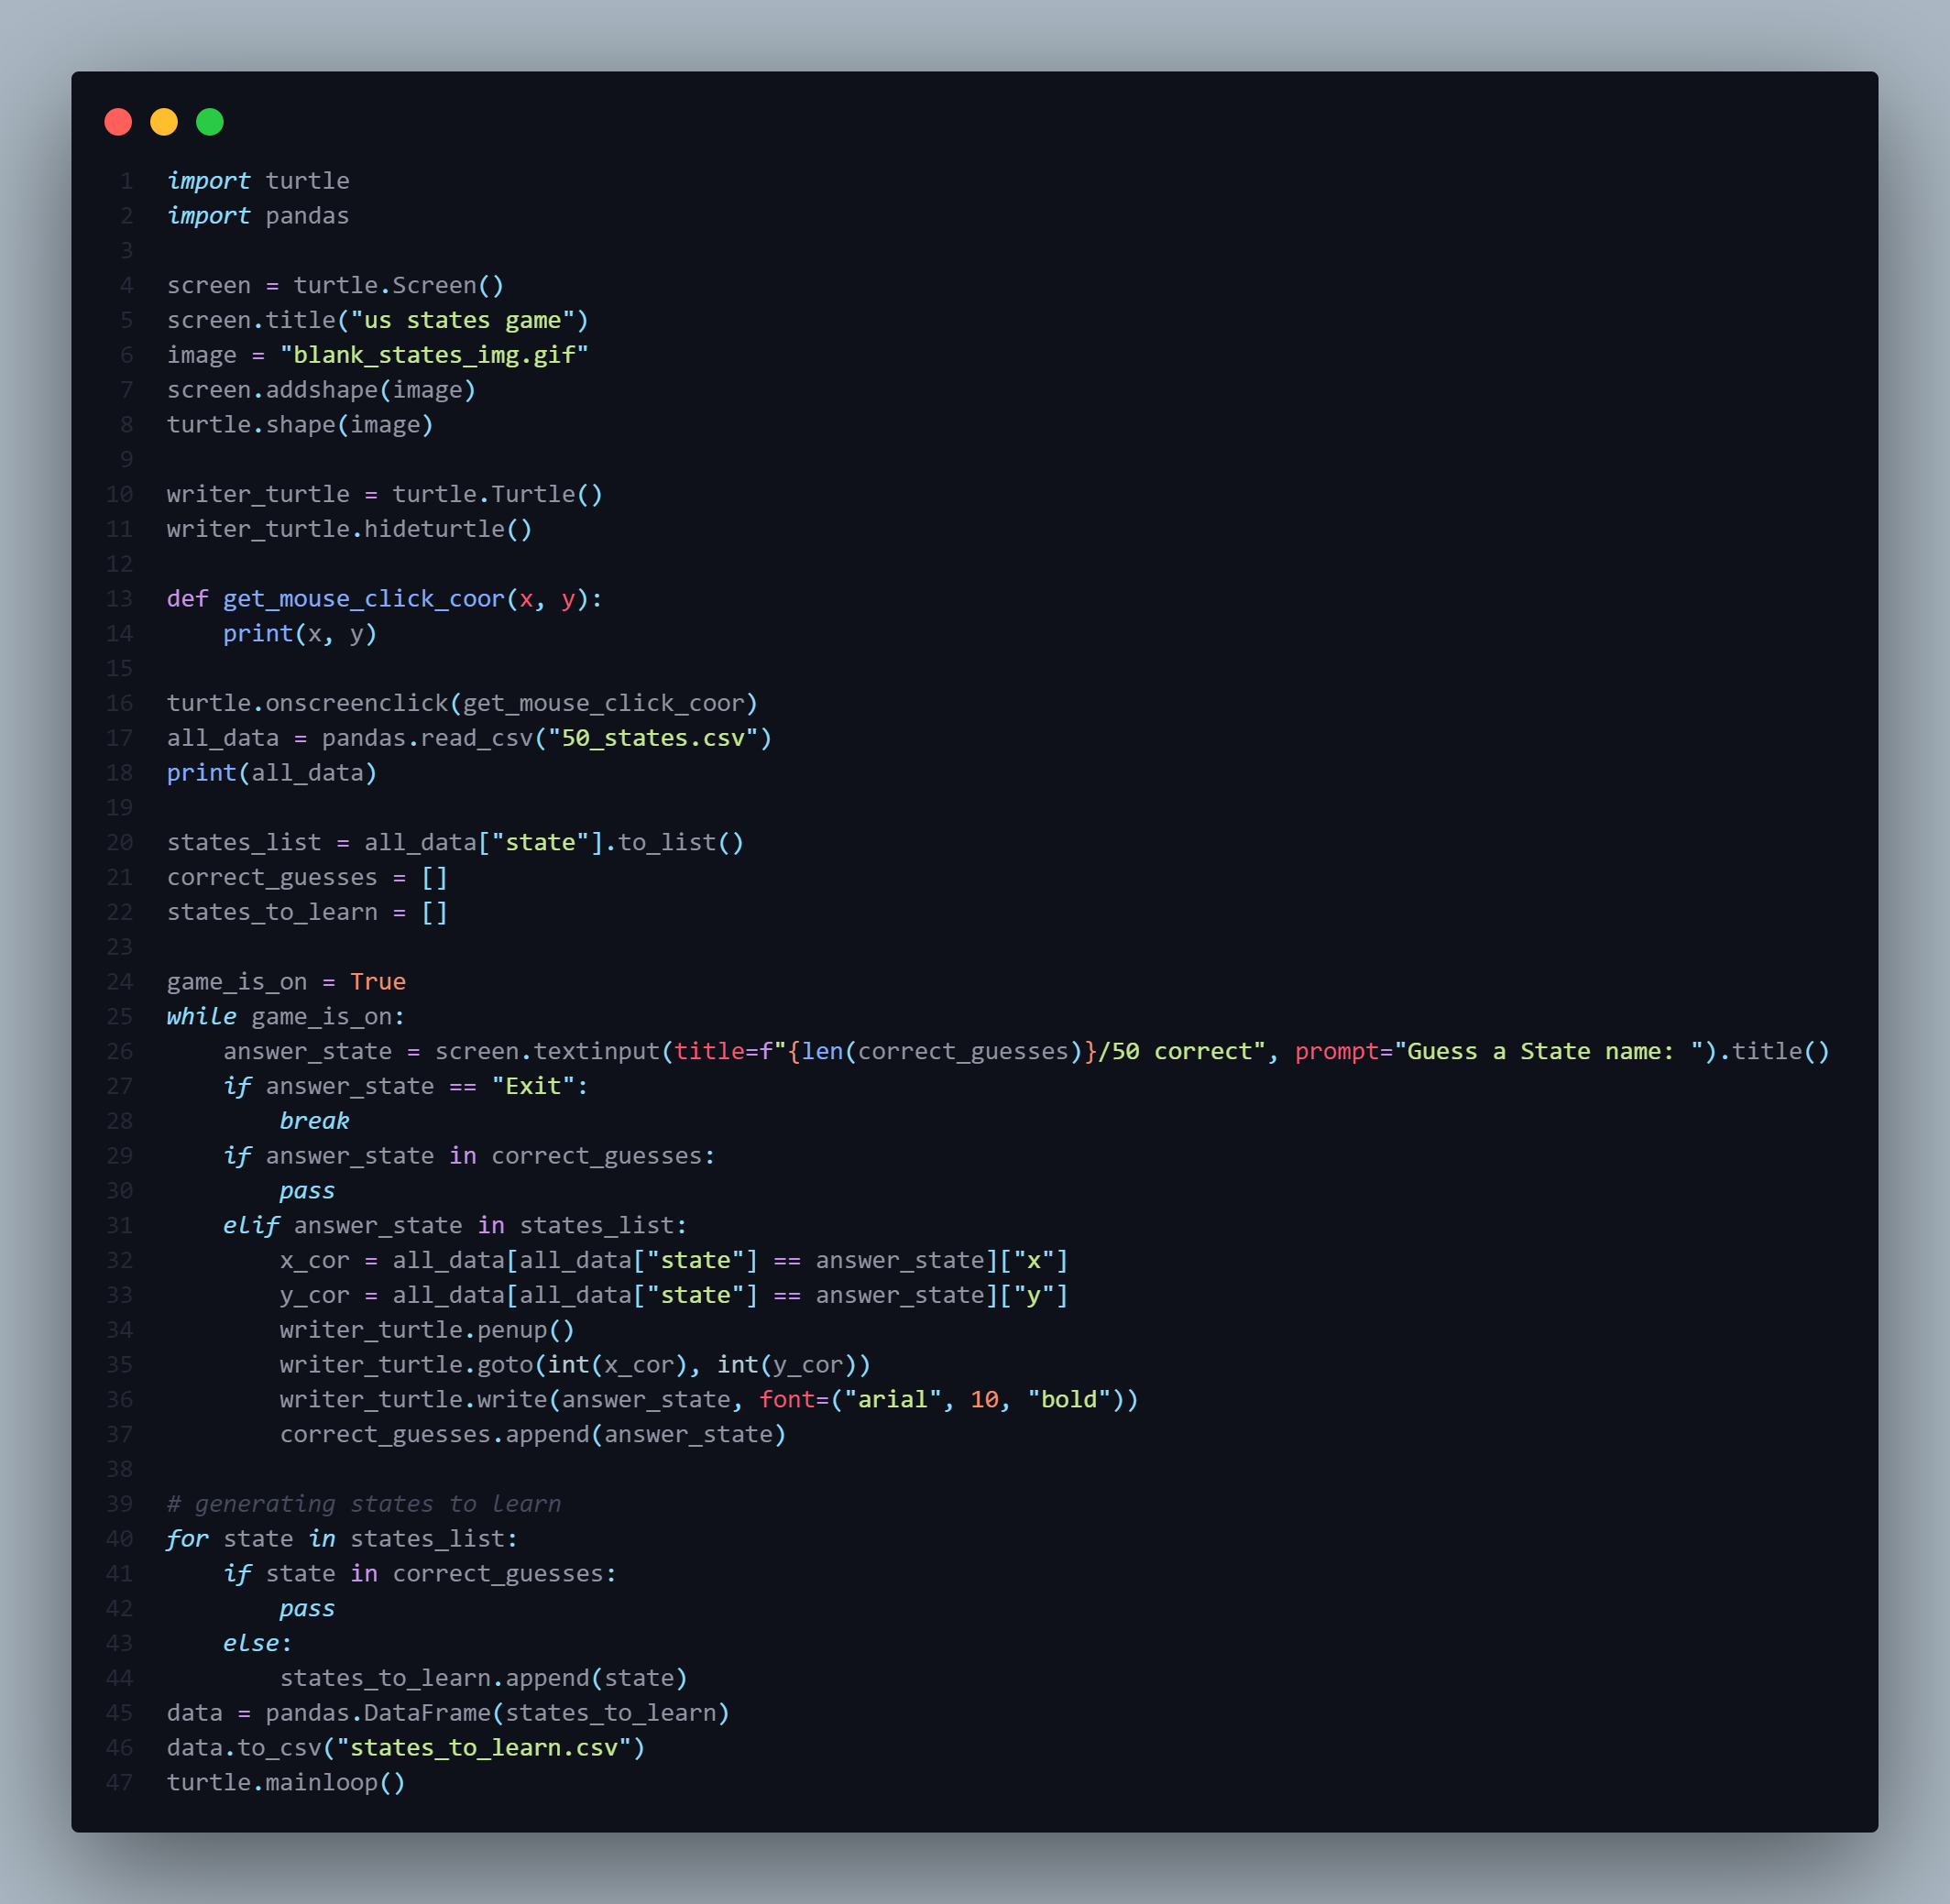 1 import turtle
2 import pandas
3
4 screen = turtle.Screen()
5 screen.title("us states game")
6 image = "blank_states_img.gif"
7 screen.addshape(image)
8 turtle.shape(image)
9
10 writer_turtle = turtle.Turtle()
11 writer_turtle.hideturtle()
12
13 def get_mouse_click_coor(x, y):
14     print(x, y)
15
16 turtle.onscreenclick(get_mouse_click_coor)
17 all_data = pandas.read_csv("50_states.csv")
18 print(all_data)
19
20 states_list = all_data["state"].to_list()
21 correct_guesses = []
22 states_to_learn = []
23
24 game_is_on = True
25 while game_is_on:
26     answer_state = screen.textinput(title=f"{len(correct_guesses)}/50 correct", prompt="Guess a State name: ").title()
27     if answer_state == "Exit":
28         break
29     if answer_state in correct_guesses:
30         pass
31     elif answer_state in states_list:
32         x_cor = all_data[all_data["state"] == answer_state]["x"]
33         y_cor = all_data[all_data["state"] == answer_state]["y"]
34         writer_turtle.penup()
35         writer_turtle.goto(int(x_cor), int(y_cor))
36         writer_turtle.write(answer_state, font=("arial", 10, "bold"))
37         correct_guesses.append(answer_state)
38
39 # generating states to learn
40 for state in states_list:
41     if state in correct_guesses:
42         pass
43     else:
44         states_to_learn.append(state)
45 data = pandas.DataFrame(states_to_learn)
46 data.to_csv("states_to_learn.csv")
47 turtle.mainloop()